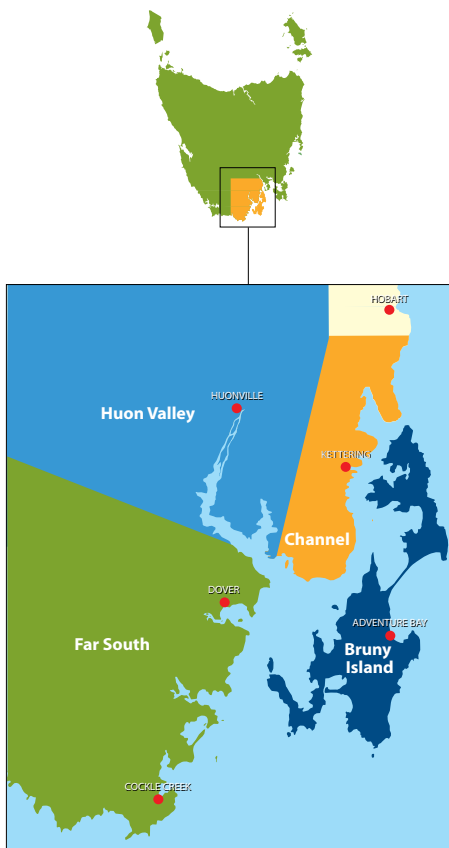 HOBART
HUONVILLE
Huon Valley
KETTERING
Channel
DOVER
ADVENTURE BAY
Far South
Bruny
Island
COCKLE CREEK